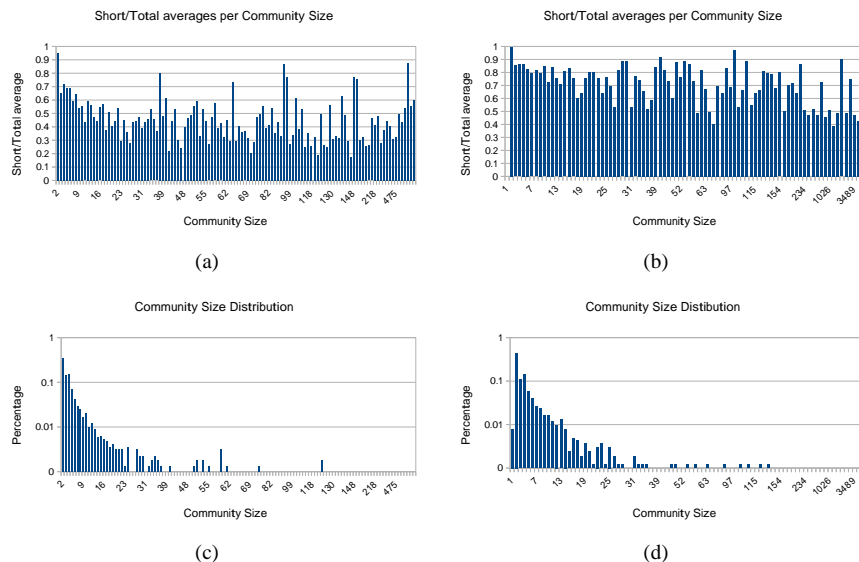 Short/Total averages per Community Size
Short/Total average
1
0.9
0.8
0.7
0.6
0.5
0.4
0.3
0.2
0.1
0
2 9 16 23 31 39 48 55 62 88 99 118 130 148 218 475
Community Size
(a)
Short/Total averages per Community Size
Short/Total average
1
0.9
0.8
0.7
0.6
0.5
0.4
0.3
0.2
0.1
0
1 7 13 19 25 31 39 52 63 97 115 154 234 1026 3489
Community Size
(b)
Community Size Distribution
Percentage
1
0.1
0.01
0
2 9 16 23 31 39 48 55 62 88 99 118 130 148 218 475
Community Size
(c)
Community Size Distibution
Percentage
1
0.1
0.01
0
1 7 13 19 25 31 39 52 63 97 115 154 234 1026 3489
Community Size
(d)